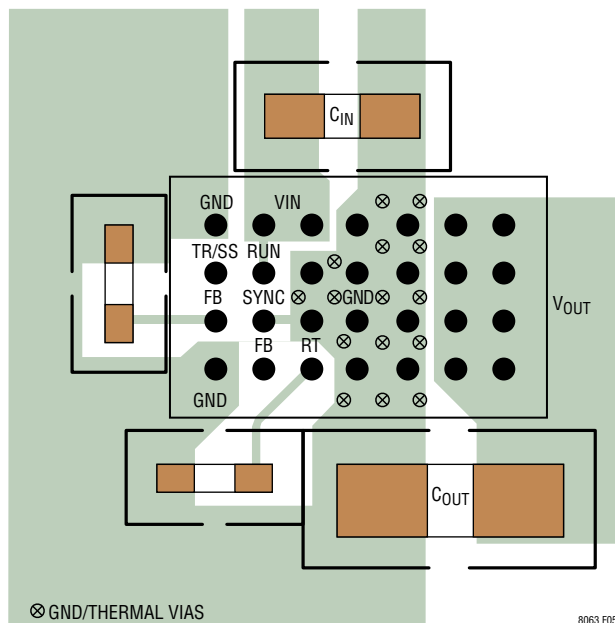 CIN
GND VIN
TR/SS RUN
FB SYNC GND
VOUT
FB RT
GND
COUT
⊗ GND/THERMAL VIAS
8063 F05